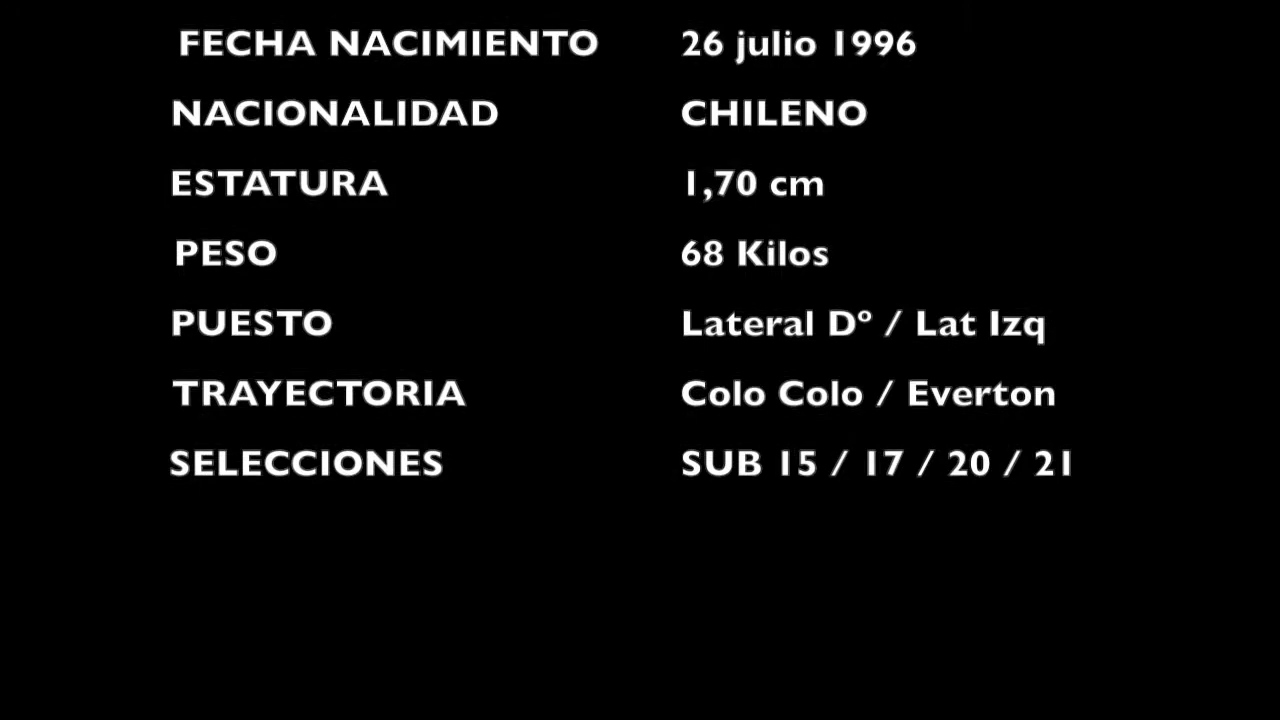 FECHA NACIMIENTO 26 julio 1996
NACIONALIDAD CHILENO
ESTATURA 1,70 cm
PESO 68 Kilos
PUESTO Lateral Dº / Lat Izq
TRAYECTORIA Colo Colo / Everton
SELECCIONES SUB 15 / 17 / 20 / 21